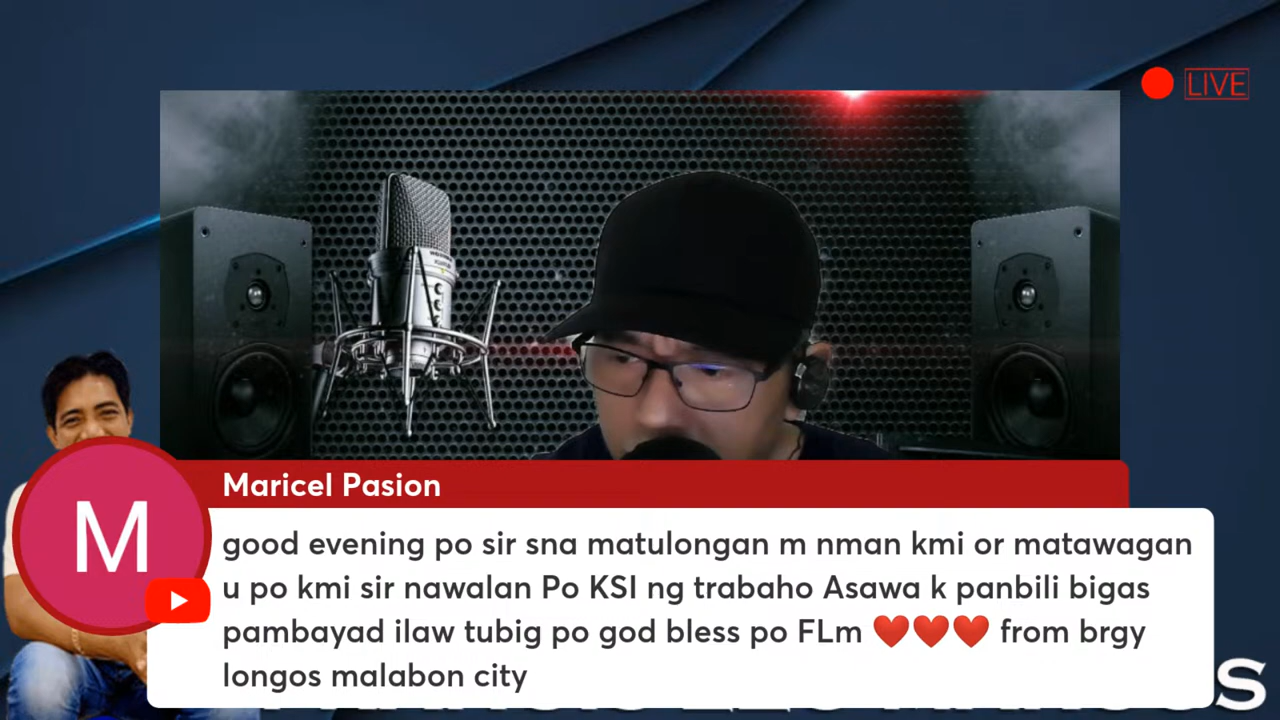 LIVE
Maricel Pasion
M
good evening po sir sna matulongan m nman kmi or matawagan
u po kmi sir nawalan Po KSI ng trabaho Asawa k panbili bigas
pambayad ilaw tubig po god bless po FLm ❤️❤️❤️ from brgy
longos malabon city